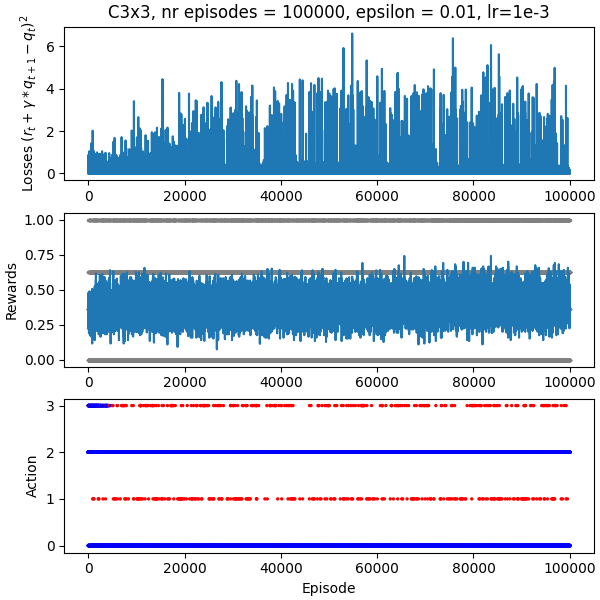 C3x3, nr episodes = 100000, epsilon = 0.01, lr=1e-3
Losses $(r_t + \gamma * q_{t+1} - q_t)^2$
6
4
2
0
0 20000 40000 60000 80000 100000
Rewards
1.00
0.75
0.50
0.25
0.00
0 20000 40000 60000 80000 100000
Action
3
2
1
0
0 20000 40000 60000 80000 100000
Episode